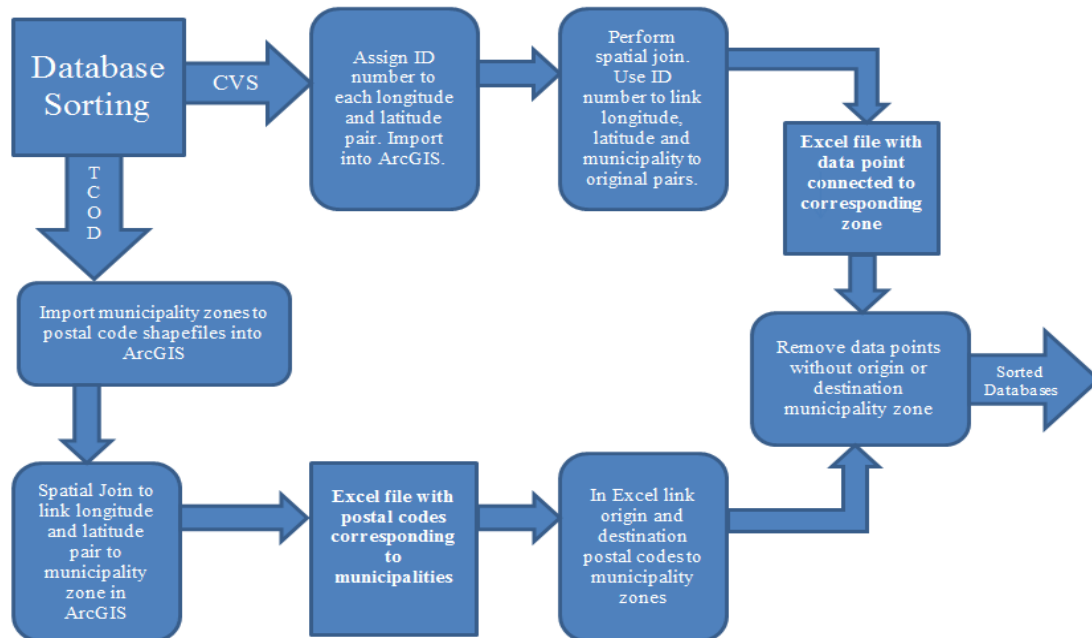 Database
Sorting
CVS
Assign ID
number to
each longitude
and latitude
pair. Import
into ArcGIS.
Perform
spatial join.
Use ID
number to link
longitude,
latitude and
municipality to
original pairs.
Excel file with
data point
connected to
corresponding
zone
T
C
O
D
Import municipality zones to
postal code shapefiles into
ArcGIS
Remove data points
without origin or
destination
municipality zone
Sorted
Databases
Spatial Join to
link longitude
and latitude
pair to
municipality
zone in
ArcGIS
Excel file with
postal codes
corresponding
to
municipalities
In Excel link
origin and
destination
postal codes to
municipality
zones